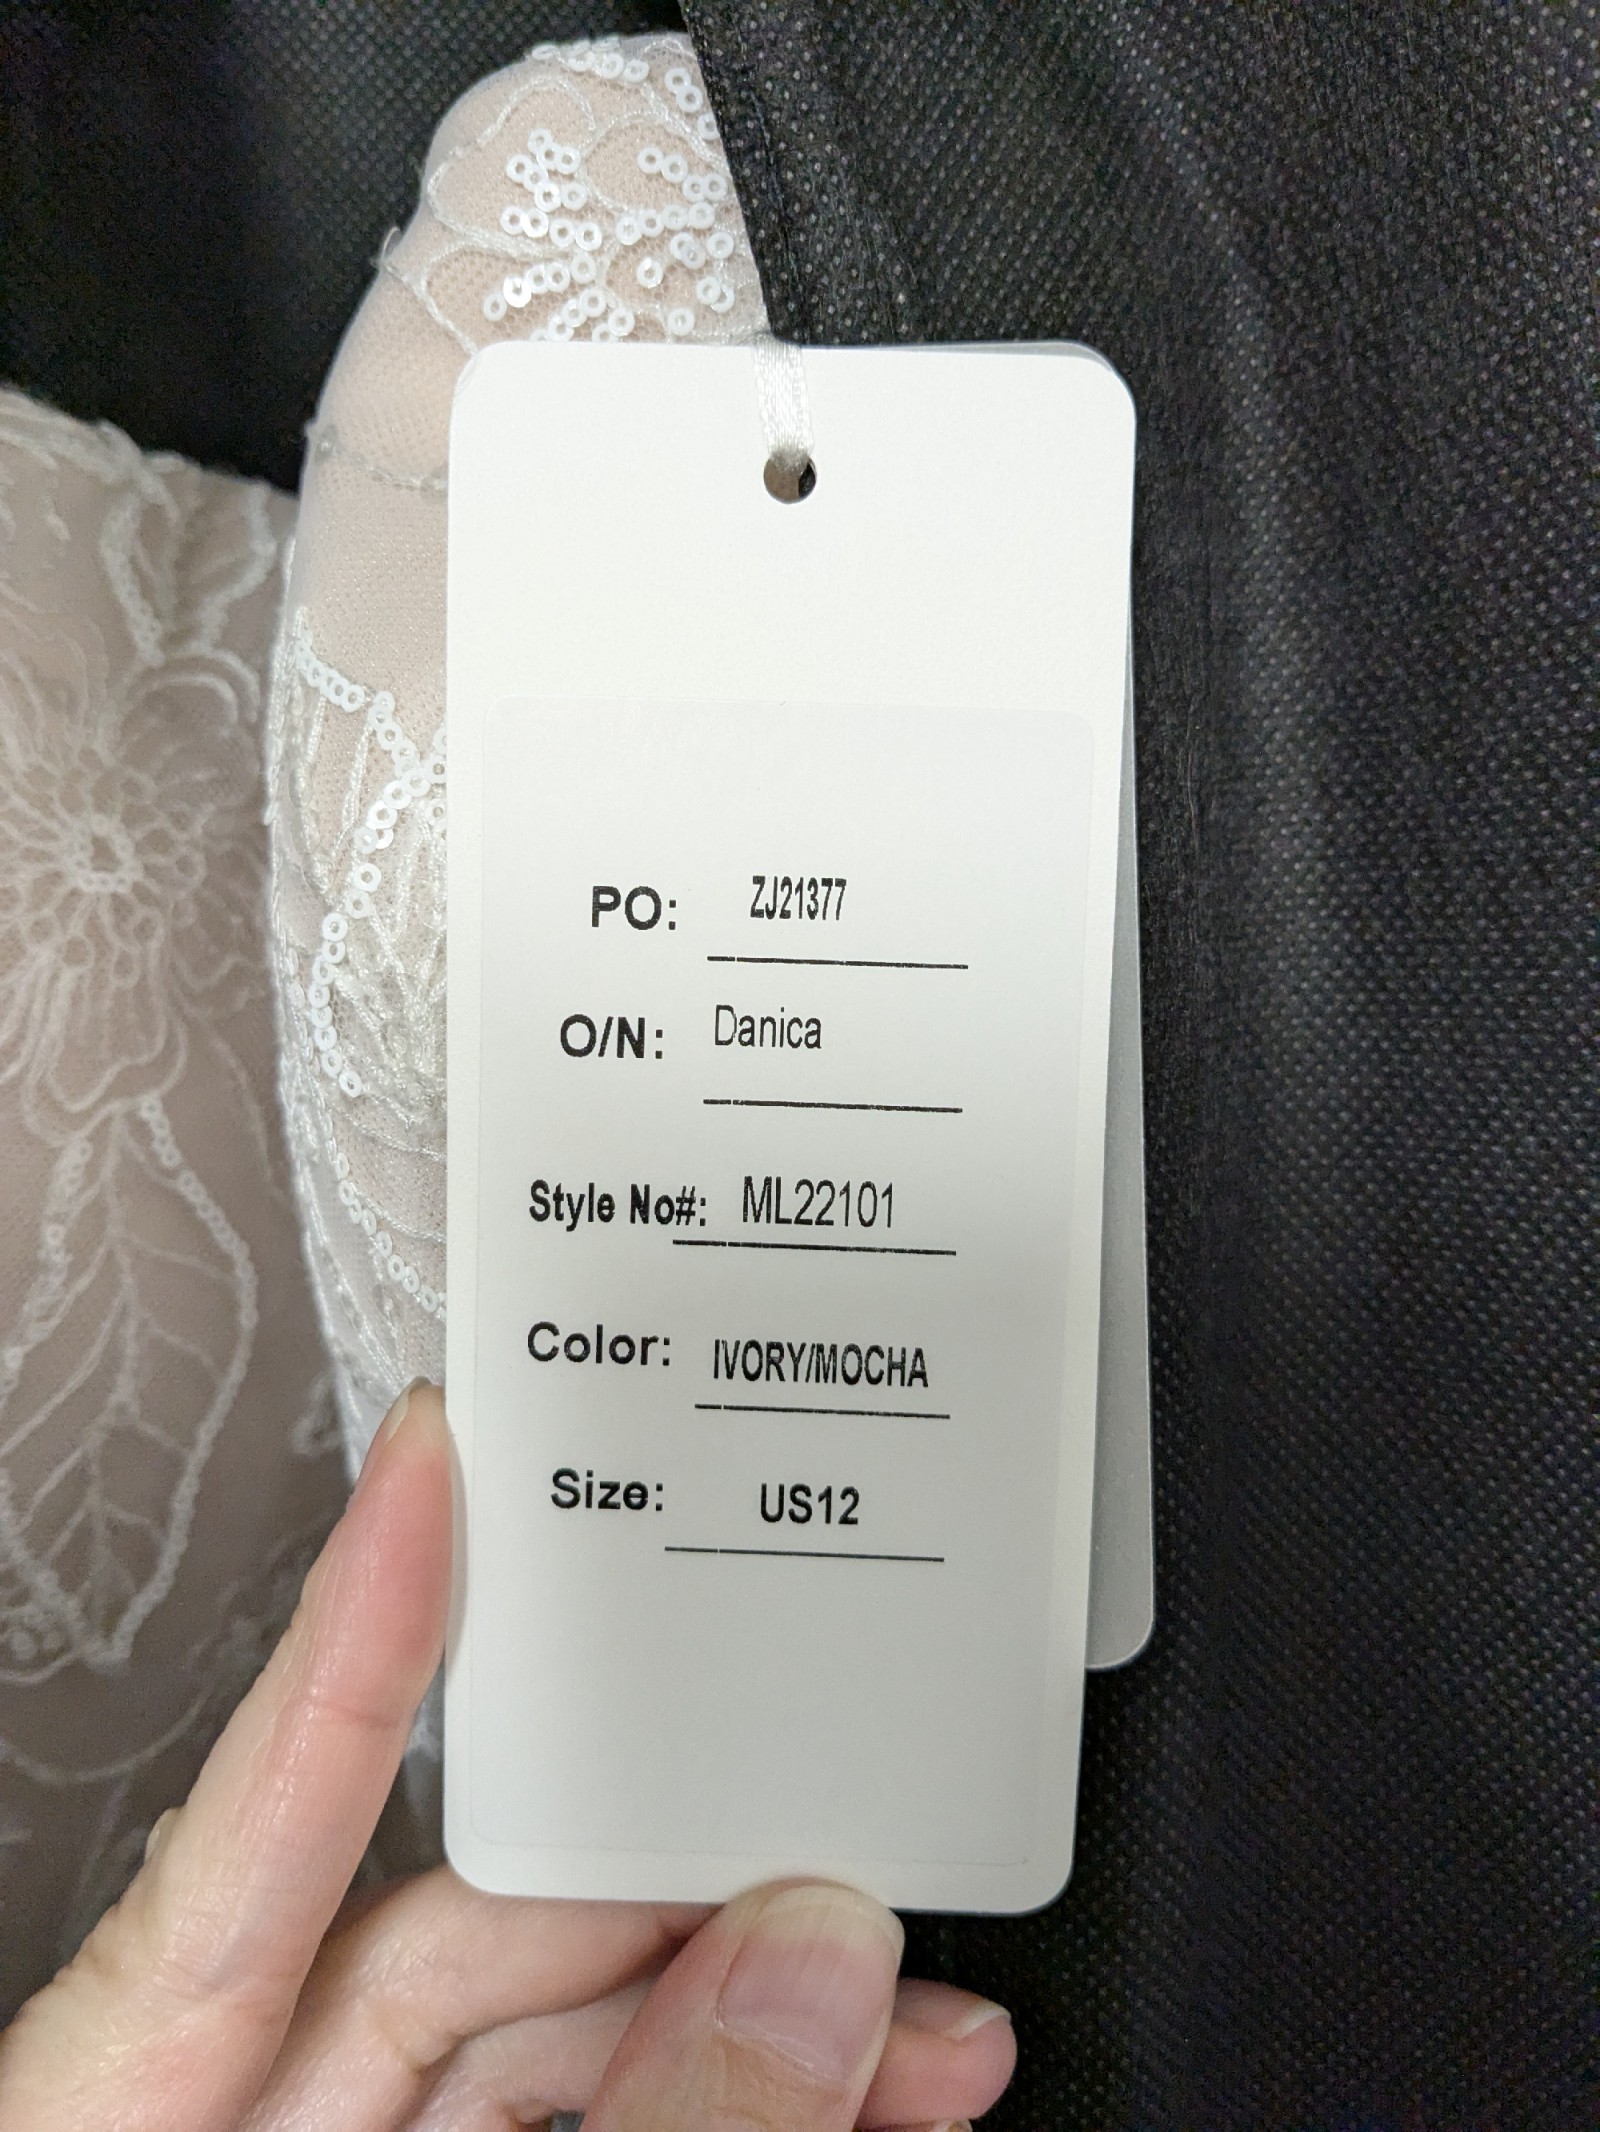 PO: ZJ21377
O/N: Danica
Style No#: ML22101
Color: IVORY/MOCHA
Size: US12